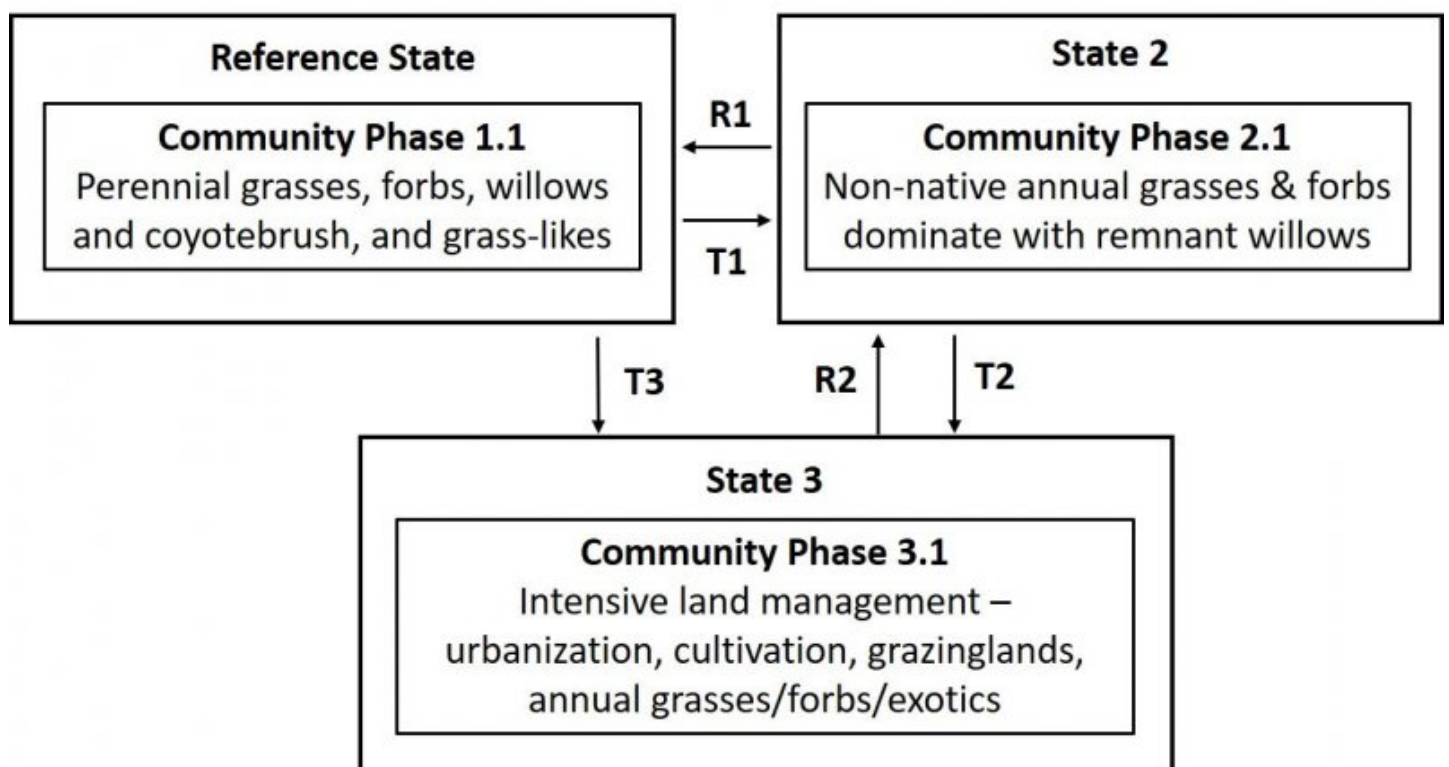 Reference State
Community Phase 1.1
Perennial grasses, forbs, willows
and coyotebrush, and grass-likes
R1
T1
State 2
Community Phase 2.1
Non-native annual grasses & forbs
dominate with remnant willows
T3
R2
T2
State 3
Community Phase 3.1
Intensive land management –
urbanization, cultivation, grazinglands,
annual grasses/forbs/exotics